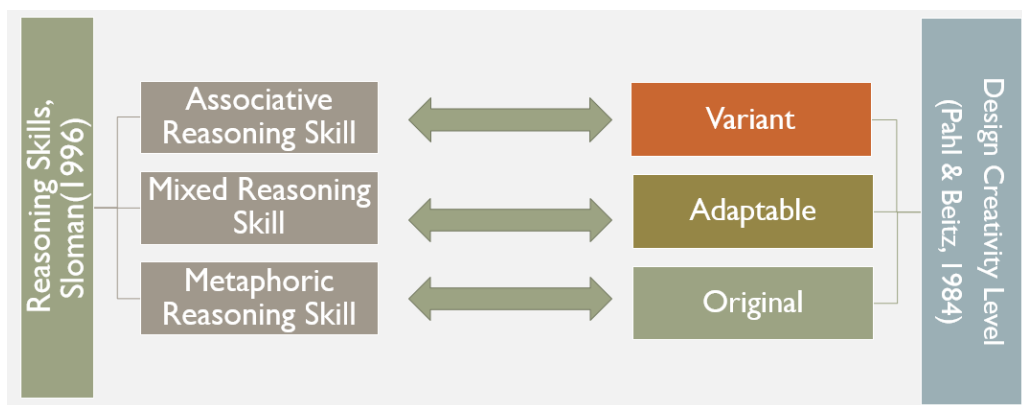 Reasoning Skills,
Sloman(1996)
Associative
Reasoning Skill
Mixed Reasoning
Skill
Metaphoric
Reasoning Skill
Variant
Adaptable
Original
Design Creativity Level
(Pahl & Beitz, 1984)